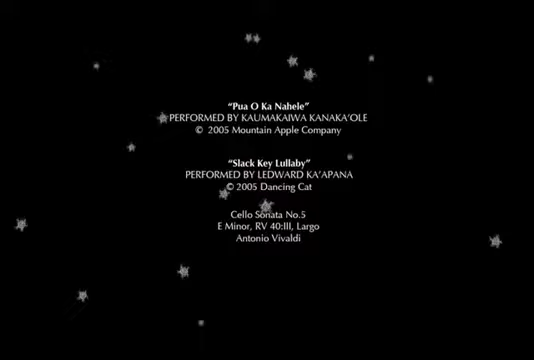 “Pua O Ka Nahele”
PERFORMED BY KAUMAKAIWA KANAKA’OLE
© 2005 Mountain Apple Company
“Slack Key Lullaby”
PERFORMED BY LEDWARD KA’APANA
© 2005 Dancing Cat
Cello Sonata No.5
E Minor, RV 40:III, Largo
Antonio Vivaldi